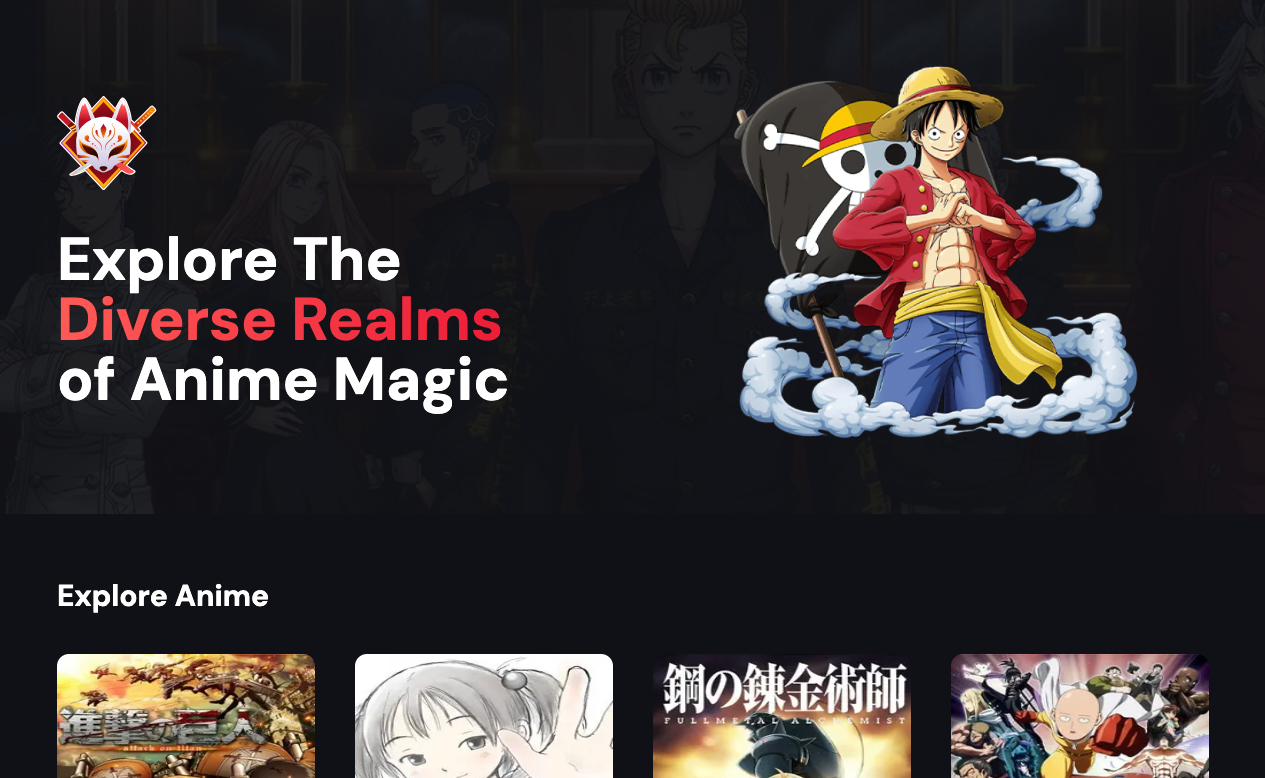 Explore The
Diverse Realms
of Anime Magic
Explore Anime
進撃の巨人
attack on titan
鋼の錬金術師
FULLMETAL ALCHEMIST